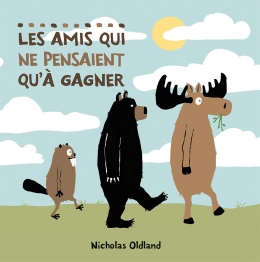 LES AMIS QUI
NE PENSAIENT
QU'À GAGNER
Nicholas Oldland